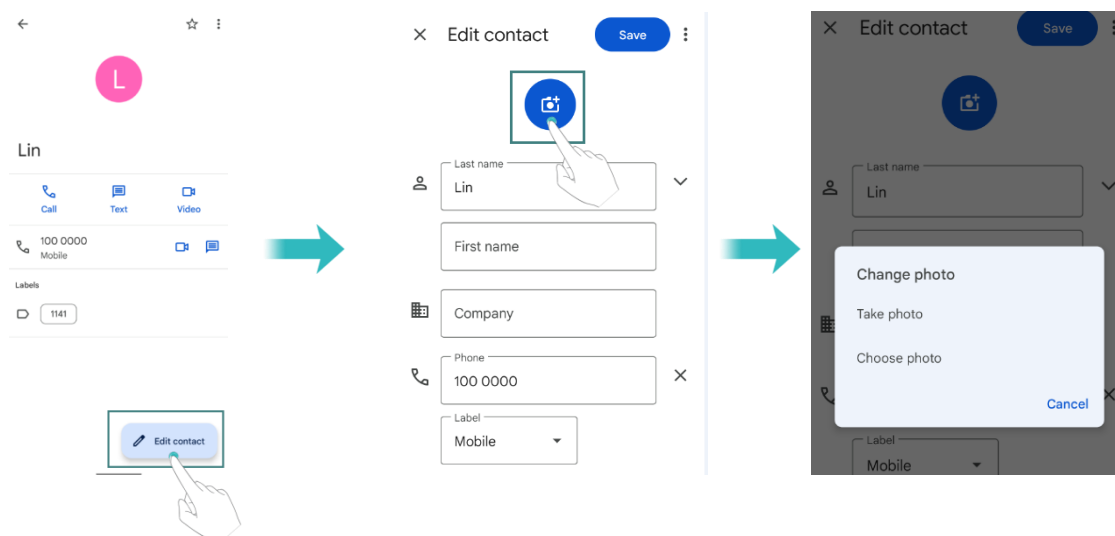 L
Lin
Call Text Video
100 0000
Mobile
Labels
1141
Edit contact
Edit contact Save
Last name
Lin
First name
Company
Phone
100 0000
Label
Mobile
Edit contact Save
Last name
Lin
Change photo
Take photo
Choose photo
Cancel
Label
Mobile